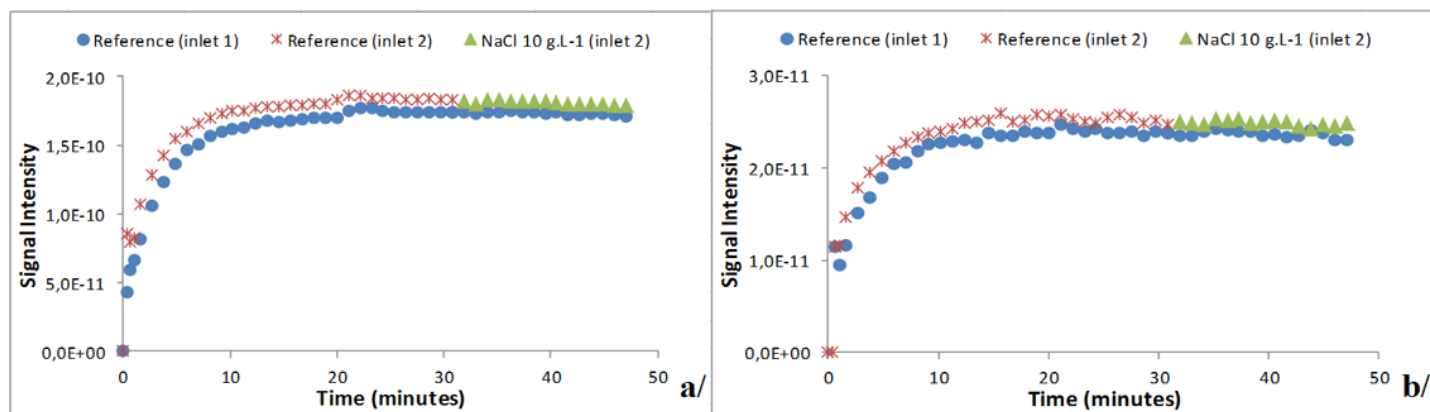 Reference (inlet 1) Reference (inlet 2) NaCl 10 g.L-1 (inlet 2)
2,0E-10
1,5E-10
1,0E-10
5,0E-11
0,0E+00
Signal Intensity
0 10 20 30 40 50
Time (minutes)
a/
Reference (inlet 1) Reference (inlet 2) NaCl 10 g.L-1 (inlet 2)
3,0E-11
2,0E-11
1,0E-11
0,0E+00
Signal Intensity
0 10 20 30 40 50
Time (minutes)
b/